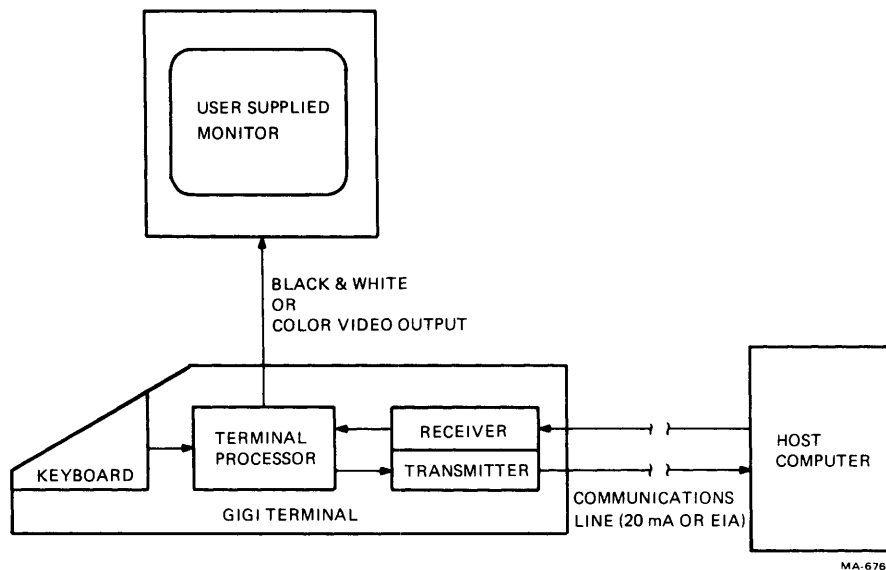 USER SUPPLIED
MONITOR
BLACK & WHITE
OR
COLOR VIDEO OUTPUT
KEYBOARD
TERMINAL
PROCESSOR
RECEIVER
TRANSMITTER
GIGI TERMINAL
HOST
COMPUTER
COMMUNICATIONS
LINE (20 mA OR EIA)
MA-676